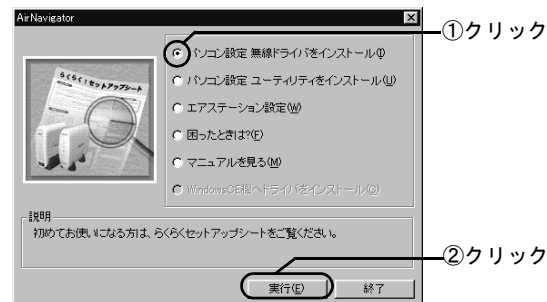 AirNavigator
①クリック
パソコン設定 無線ドライバをインストール(I)
パソコン設定 ユーティリティをインストール(U)
エアステーション設定(W)
困ったときは?(F)
マニュアルを見る(M)
WindowsCE機へドライバをインストール(C)
らくらく!セットアップシート
説明
初めてお使いになる方は、らくらくセットアップシートをご覧ください。
②クリック
実行(E)
終了